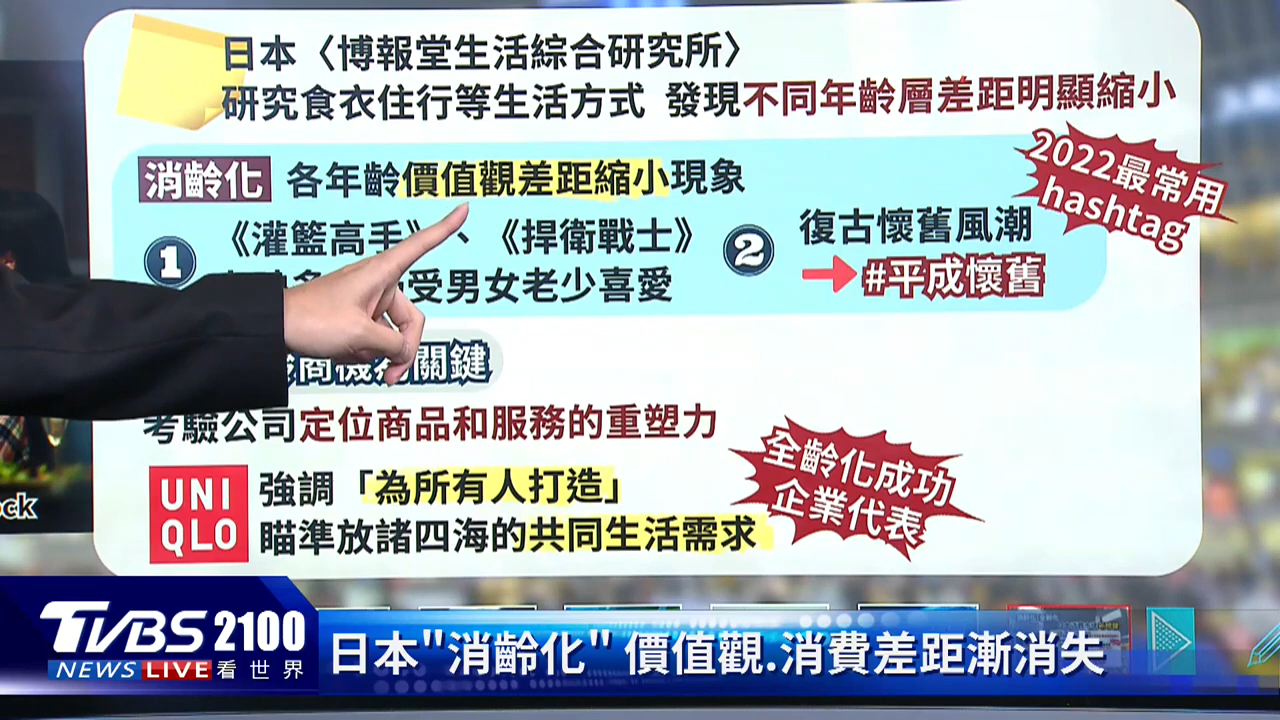 日本〈博報堂生活綜合研究所〉
研究食衣住行等生活方式 發現不同年齡層差距明顯縮小
2022最常用
hashtag
消齡化 各年齡價值觀差距縮小現象
1 《灌籃高手》、《捍衛戰士》
受男女老少喜愛
2 復古懷舊風潮
#平成懷舊
商機為關鍵
考驗公司定位商品和服務的重塑力
全齡化成功
企業代表
UNI
QLO
強調「為所有人打造」
瞄準放諸四海的共同生活需求
ock
TVBS 2100
NEWS LIVE 看世界
日本"消齡化" 價值觀.消費差距漸消失